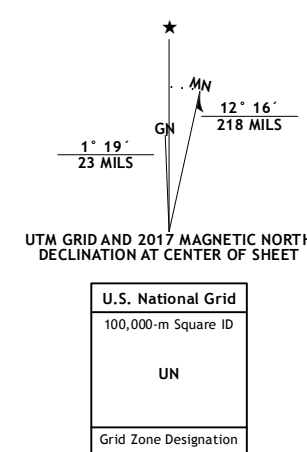 ★
MN
GN
12° 16´
218 MILS
1° 19´
23 MILS
UTM GRID AND 2017 MAGNETIC NORTH
DECLINATION AT CENTER OF SHEET
U.S. National Grid
100,000-m Square ID
UN
Grid Zone Designation